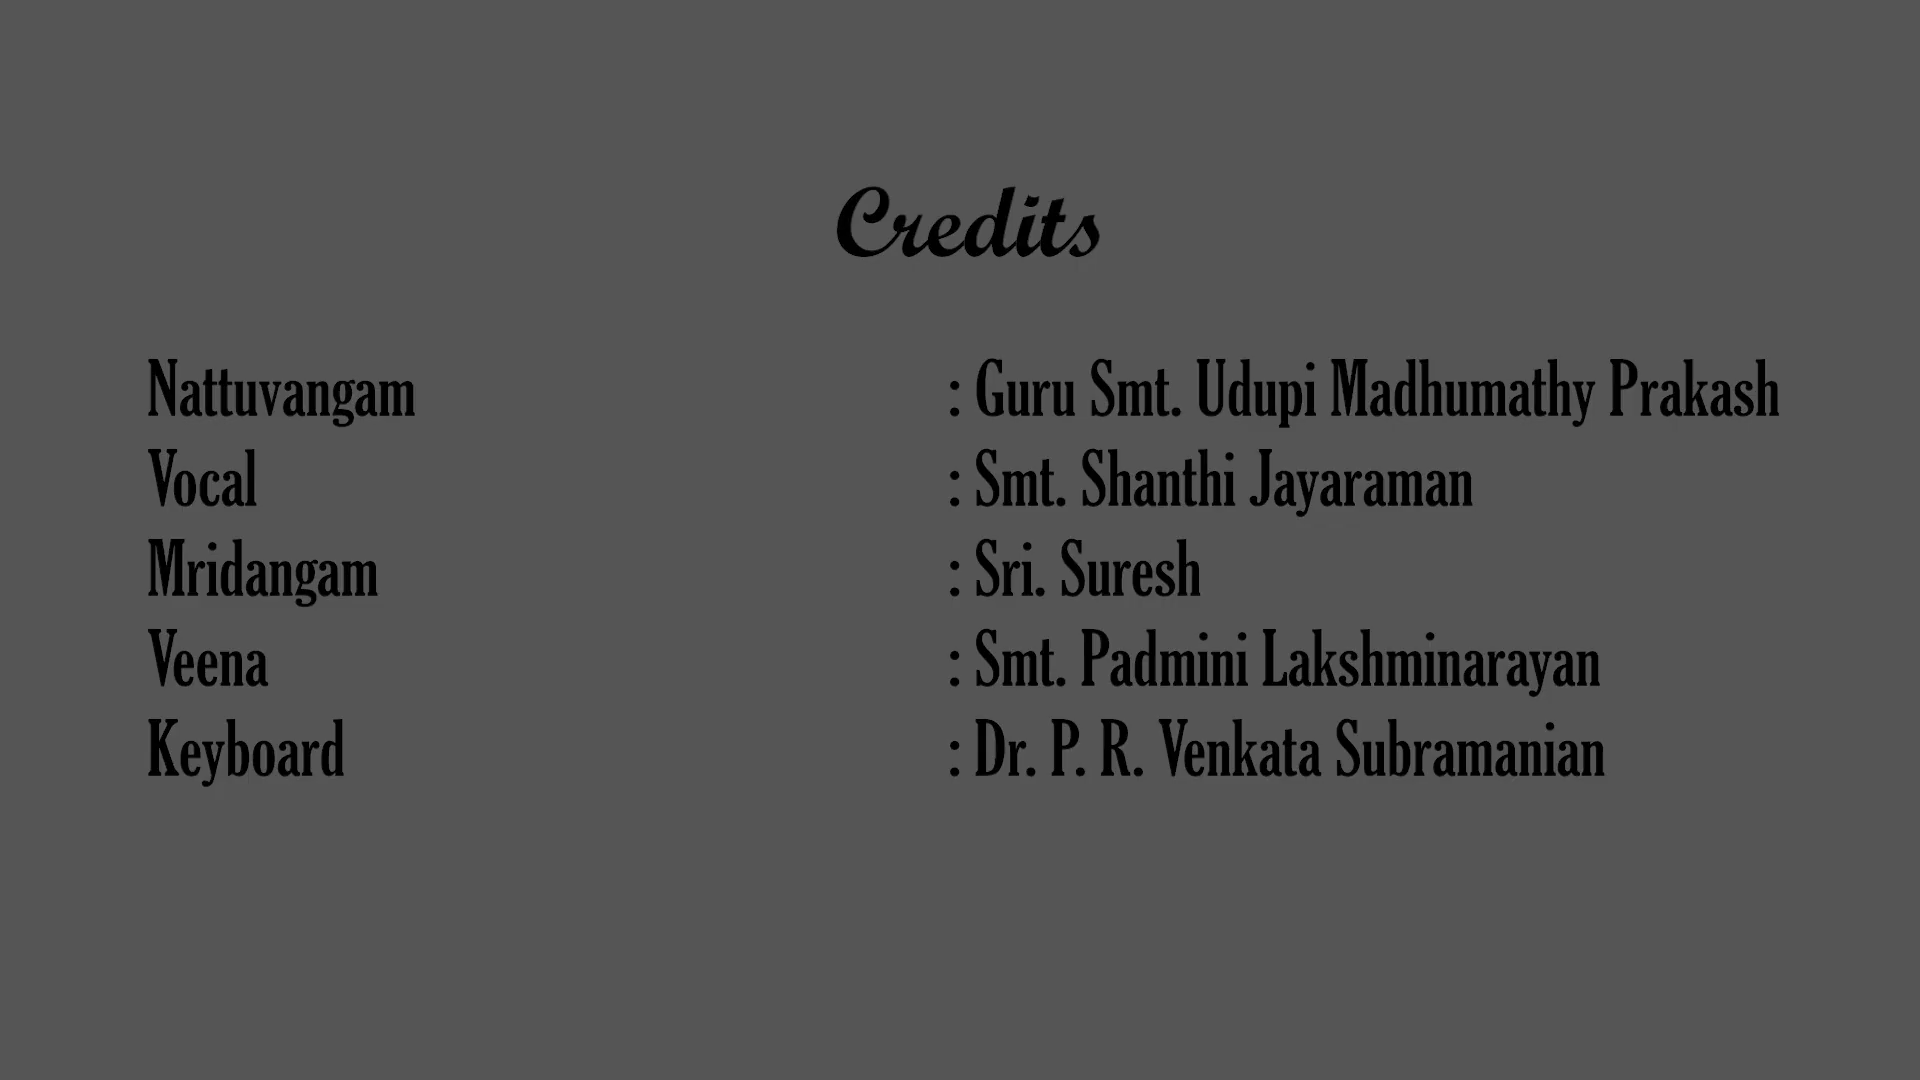 Credits
Nattuvangam : Guru Smt. Udupi Madhumathy Prakash
Vocal : Smt. Shanthi Jayaraman
Mridangam : Sri. Suresh
Veena : Smt. Padmini Lakshminarayan
Keyboard : Dr. P. R. Venkata Subramanian